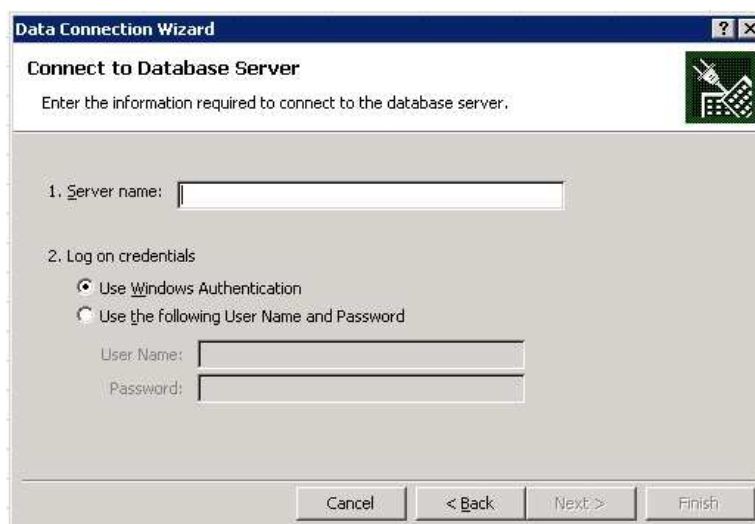 Data Connection Wizard
Connect to Database Server
Enter the information required to connect to the database server.
1. Server name:
2. Log on credentials
Use Windows Authentication
Use the following User Name and Password
User Name:
Password:
Cancel < Back Next > Finish